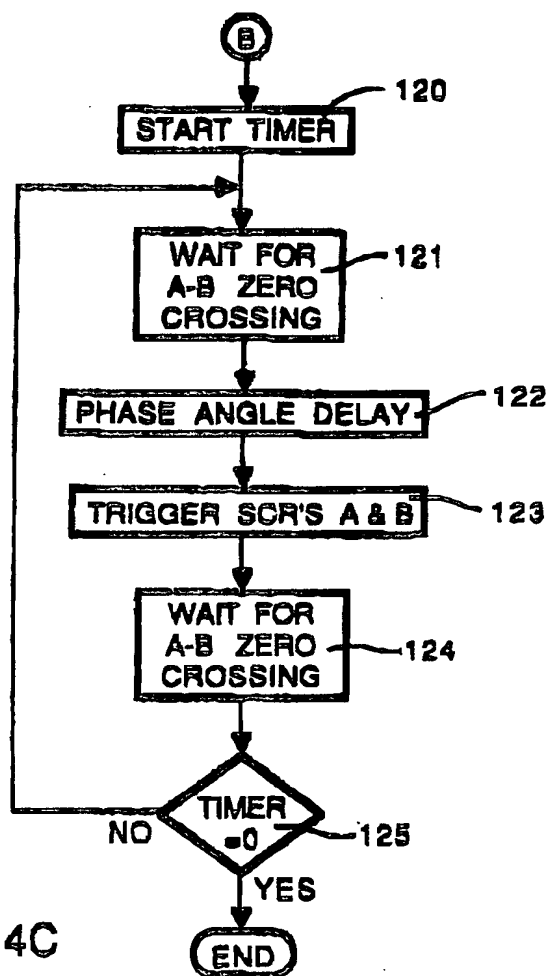 B
120
START TIMER
WAIT FOR
A-B ZERO
CROSSING
121
PHASE ANGLE DELAY
122
TRIGGER SCR'S A & B
123
WAIT FOR
A-B ZERO
CROSSING
124
TIMER
=0
125
NO
YES
4C
END